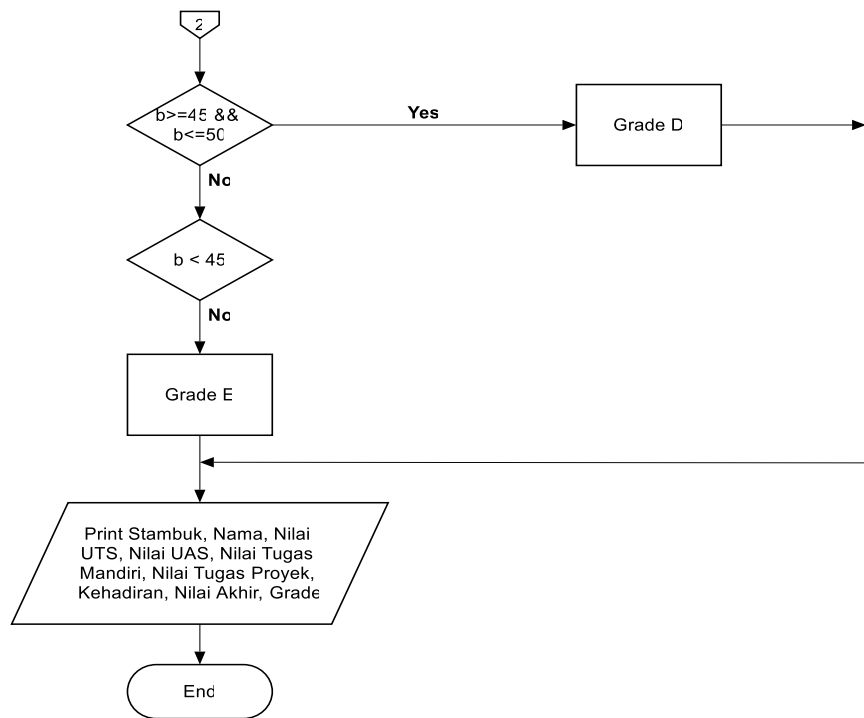 2
b>=45 &&
b<=50
Yes
Grade D
No
b < 45
No
Grade E
Print Stambuk, Nama, Nilai
UTS, Nilai UAS, Nilai Tugas
Mandiri, Nilai Tugas Proyek,
Kehadiran, Nilai Akhir, Grade
End